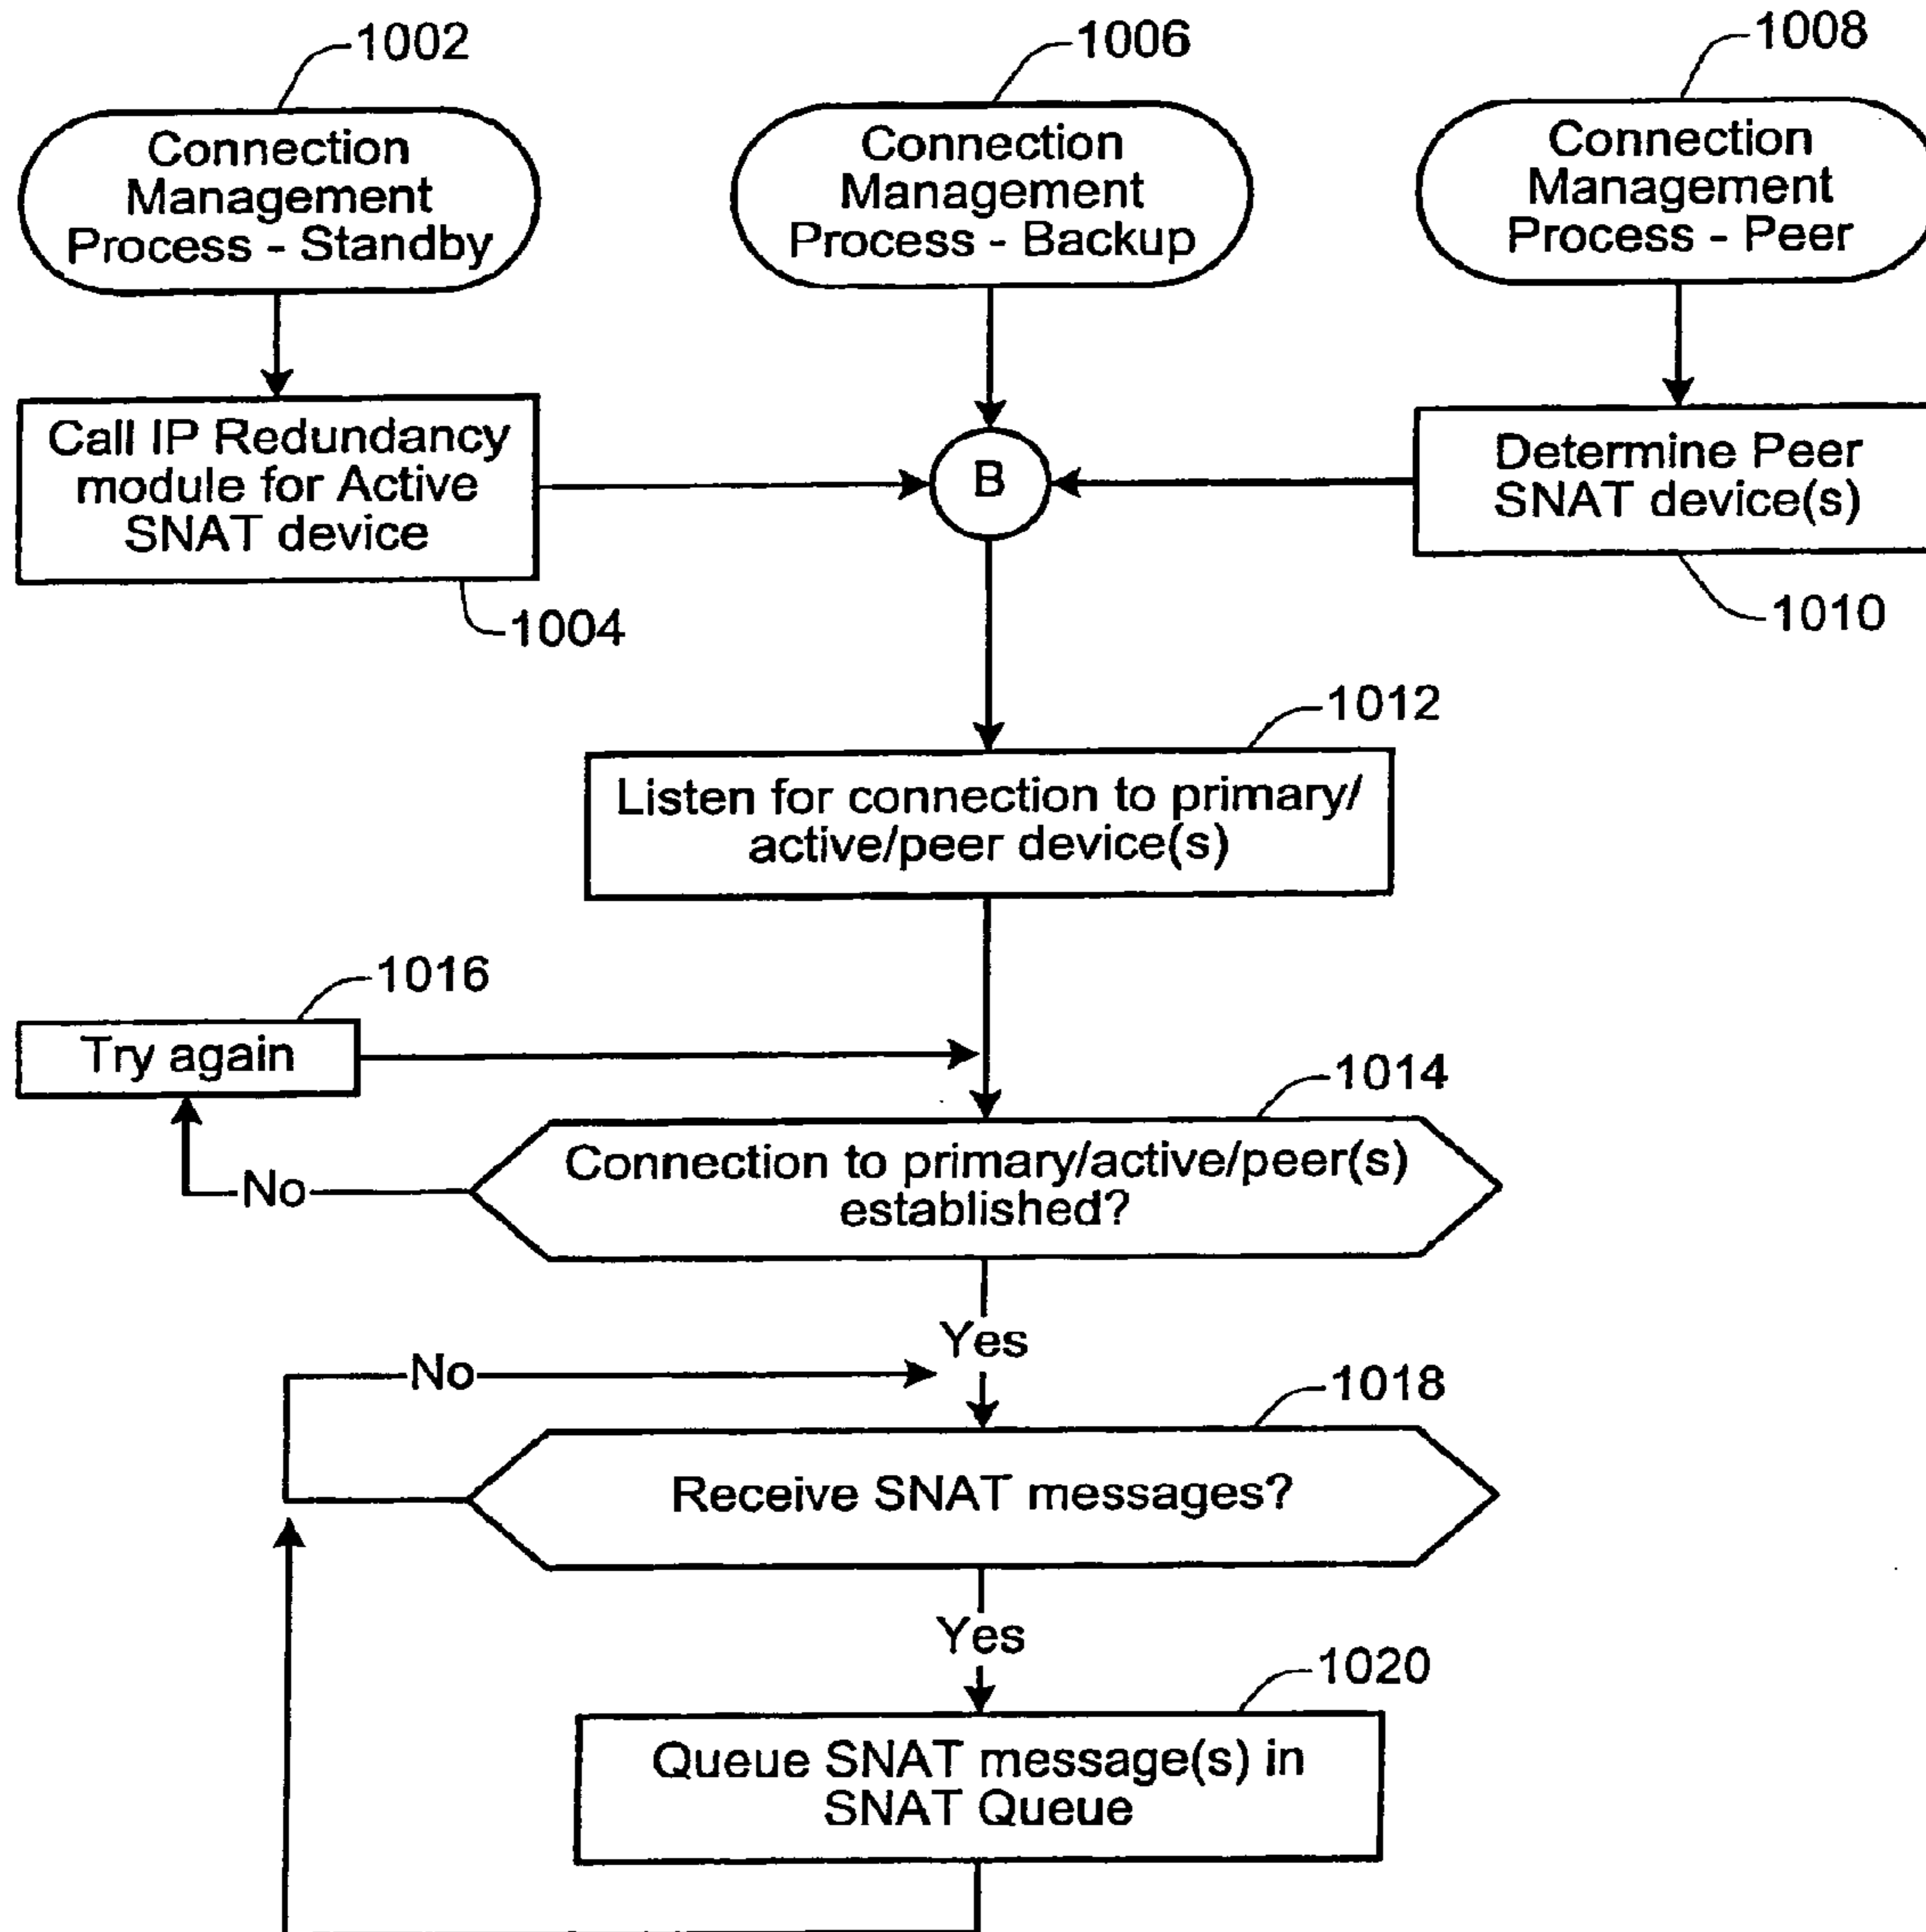 1002
1006
1008
Connection
Management
Process - Standby
Connection
Management
Process - Backup
Connection
Management
Process - Peer
Call IP Redundancy
module for Active
SNAT device
B
Determine Peer
SNAT device(s)
1004
1010
1012
Listen for connection to primary/
active/peer device(s)
1016
Try again
1014
Connection to primary/active/peer(s)
established?
No
Yes
No
1018
Receive SNAT messages?
Yes
1020
Queue SNAT message(s) in
SNAT Queue